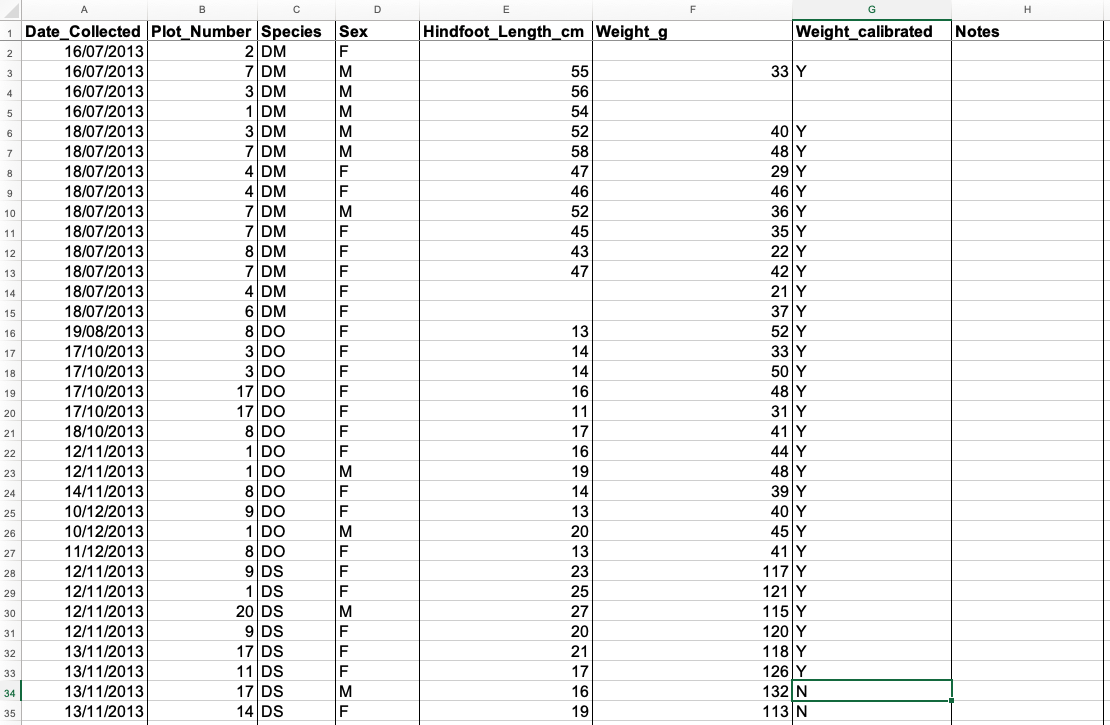 A B C D E F G H
1 Date_Collected Plot_Number Species Sex Hindfoot_Length_cm Weight_g Weight_calibrated Notes
2 16/07/2013 2 DM F
3 16/07/2013 7 DM M 55 33 Y
4 16/07/2013 3 DM M 56
5 16/07/2013 1 DM M 54
6 18/07/2013 3 DM M 52 40 Y
7 18/07/2013 7 DM M 58 48 Y
8 18/07/2013 4 DM F 47 29 Y
9 18/07/2013 4 DM F 46 46 Y
10 18/07/2013 7 DM M 52 36 Y
11 18/07/2013 7 DM F 45 35 Y
12 18/07/2013 8 DM F 43 22 Y
13 18/07/2013 7 DM F 47 42 Y
14 18/07/2013 4 DM F 21 Y
15 18/07/2013 6 DM F 37 Y
16 19/08/2013 8 DO F 13 52 Y
17 17/10/2013 3 DO F 14 33 Y
18 17/10/2013 3 DO F 14 50 Y
19 17/10/2013 17 DO F 16 48 Y
20 17/10/2013 17 DO F 11 31 Y
21 18/10/2013 8 DO F 17 41 Y
22 12/11/2013 1 DO F 16 44 Y
23 12/11/2013 1 DO M 19 48 Y
24 14/11/2013 8 DO F 14 39 Y
25 10/12/2013 9 DO F 13 40 Y
26 10/12/2013 1 DO M 20 45 Y
27 11/12/2013 8 DO F 13 41 Y
28 12/11/2013 9 DS F 23 117 Y
29 12/11/2013 1 DS F 25 121 Y
30 12/11/2013 20 DS M 27 115 Y
31 12/11/2013 9 DS F 20 120 Y
32 13/11/2013 17 DS F 21 118 Y
33 13/11/2013 11 DS F 17 126 Y
34 13/11/2013 17 DS M 16 132 N
35 13/11/2013 14 DS F 19 113 N